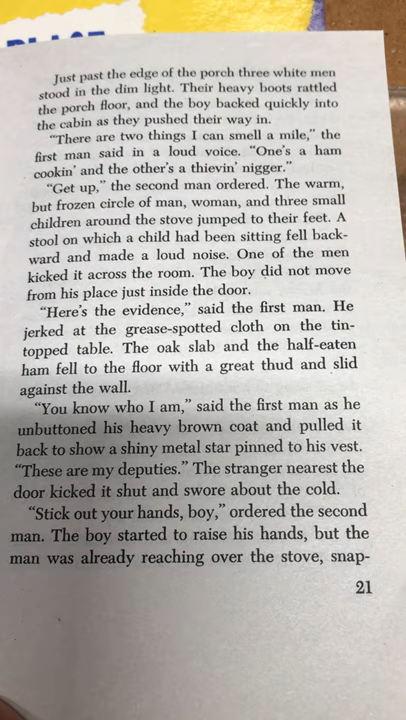 Just past the edge of the porch three white men
stood in the dim light. Their heavy boots rattled
the porch floor, and the boy backed quickly into
the cabin as they pushed their way in.
“There are two things I can smell a mile,” the
first man said in a loud voice. “One’s a ham
cookin’ and the other’s a thievin’ nigger.”
“Get up,” the second man ordered. The warm,
but frozen circle of man, woman, and three small
children around the stove jumped to their feet. A
stool on which a child had been sitting fell back-
ward and made a loud noise. One of the men
kicked it across the room. The boy did not move
from his place just inside the door.
“Here’s the evidence,” said the first man. He
jerked at the grease-spotted cloth on the tin-
topped table. The oak slab and the half-eaten
ham fell to the floor with a great thud and slid
against the wall.
“You know who I am,” said the first man as he
unbuttoned his heavy brown coat and pulled it
back to show a shiny metal star pinned to his vest.
“These are my deputies.” The stranger nearest the
door kicked it shut and swore about the cold.
“Stick out your hands, boy,” ordered the second
man. The boy started to raise his hands, but the
man was already reaching over the stove, snap-
21